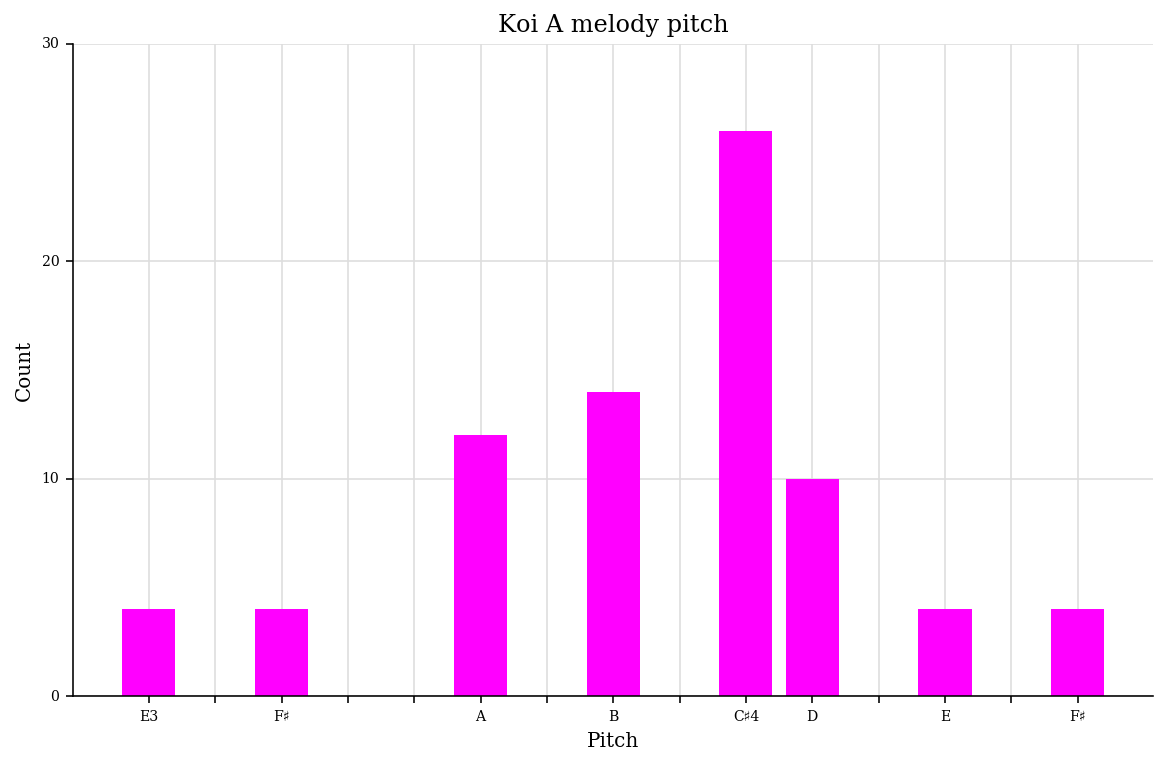 Koi A melody pitch
30
20
10
0
Count
E3 F♯ A B C♯4 D E F♯
Pitch